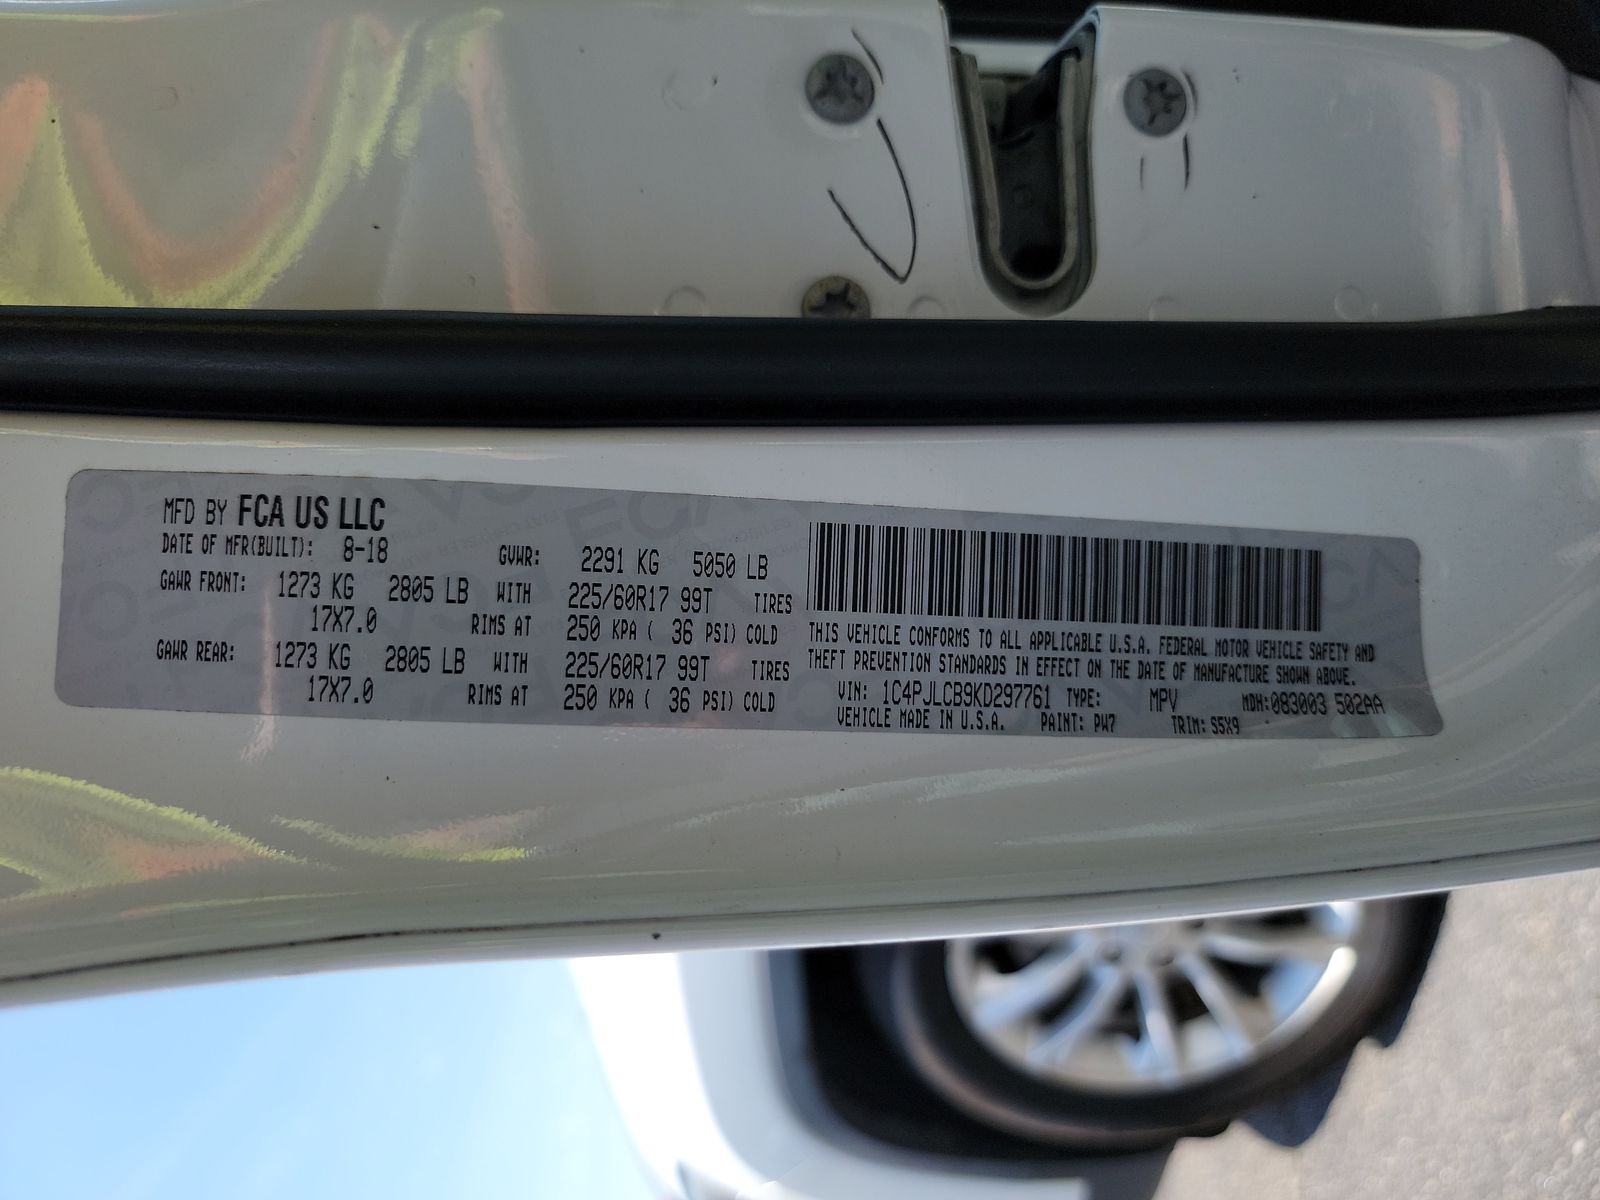 MFD BY FCA US LLC
DATE OF MFR(BUILT): 8-18 GVWR: 2291 KG 5050 LB
GAWR FRONT: 1273 KG 2805 LB WITH 225/60R17 99T TIRES
17X7.0 RIMS AT 250 KPA ( 36 PSI) COLD
GAWR REAR: 1273 KG 2805 LB WITH 225/60R17 99T TIRES
17X7.0 RIMS AT 250 KPA ( 36 PSI) COLD
THIS VEHICLE CONFORMS TO ALL APPLICABLE U.S.A. FEDERAL MOTOR VEHICLE SAFETY AND
THEFT PREVENTION STANDARDS IN EFFECT ON THE DATE OF MANUFACTURE SHOWN ABOVE.
VIN: 1C4PJLCB9KD297761 TYPE: MPV MDH:083003 502AA
VEHICLE MADE IN U.S.A. PAINT: PW7 TRIM: S5X9